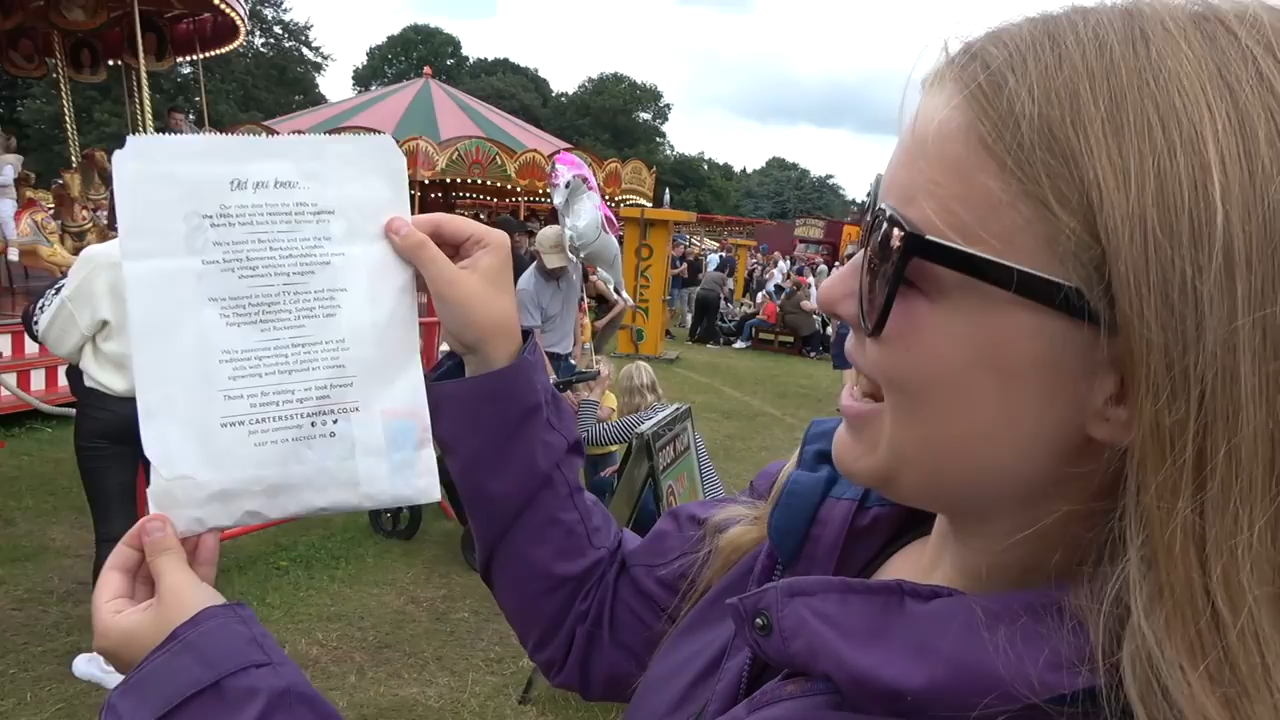 Did you know...
Our rides date from the 1890s to
the 1960s and we've restored and repainted
them by hand, back to their former glory.
We're based in Berkshire and take the fair
on tour around Berkshire, London,
Essex, Surrey, Somerset, Staffordshire and more
using vintage vehicles and traditional
showman's living wagons.
We've featured in lots of TV shows and movies,
including Paddington 2, Call the Midwife,
The Theory of Everything, Salvage Hunters,
Fairground Attractions, 28 Weeks Later
and Rocketman.
We're passionate about fairground art and
traditional signwriting, and we've shared our
skills with hundreds of people on our
signwriting and fairground art courses.
Thank you for visiting – we look forward
to seeing you again soon.
WWW.CARTERSSTEAMFAIR.CO.UK
Join our community:
KEEP ME OR RECYCLE ME
TOKENS
20TH CENTURY
AMUSEMENTS
BOOK NOW